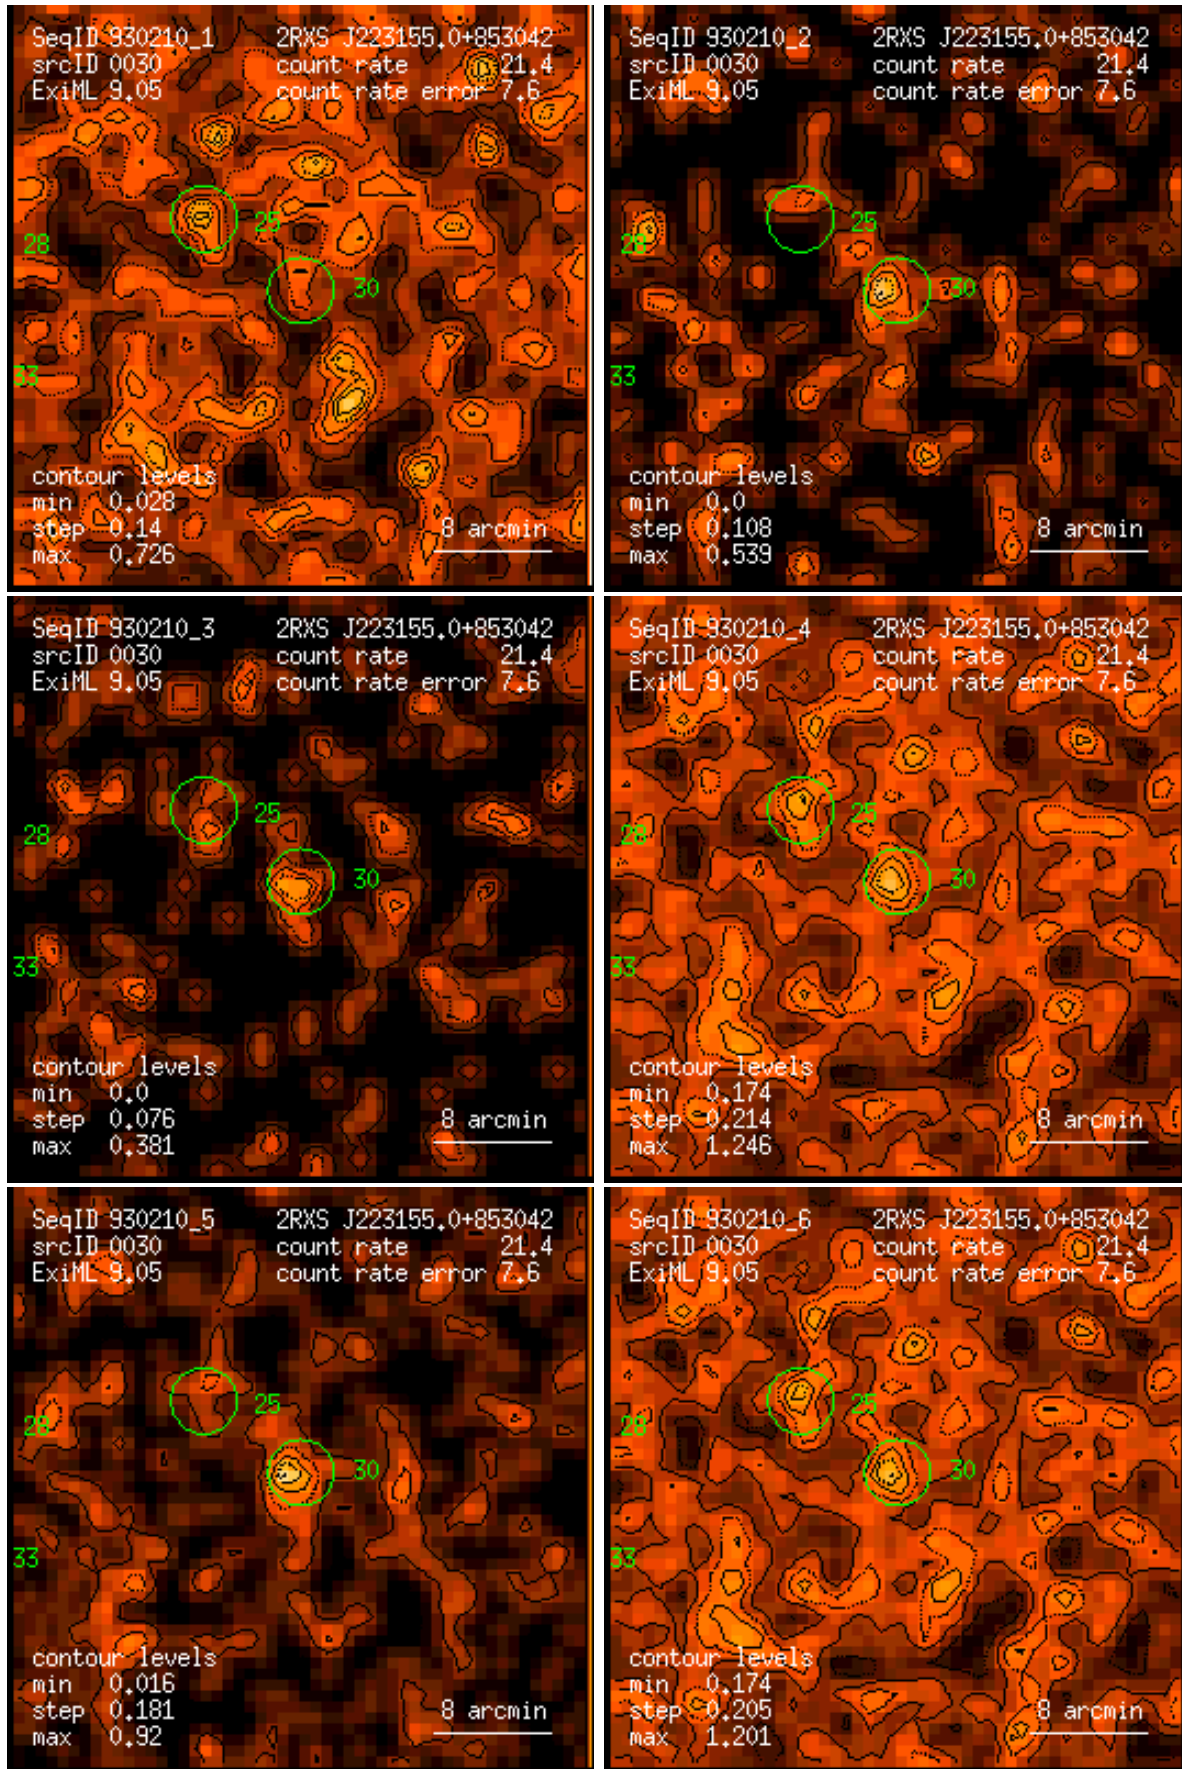 SeqID 930210_1 2RXS J223155.0+853042
srcID 0030 count rate 21.4
ExiML 9.05 count rate error 7.6
25
28
30
33
contour levels
min 0.028
step 0.14 8 arcmin
max 0.726
SeqID 930210_2 2RXS J223155.0+853042
srcID 0030 count rate 21.4
ExiML 9.05 count rate error 7.6
25
28
30
33
contour levels
min 0.0
step 0.108 8 arcmin
max 0.539
SeqID 930210_3 2RXS J223155.0+853042
srcID 0030 count rate 21.4
ExiML 9.05 count rate error 7.6
25
28
30
33
contour levels
min 0.0
step 0.076 8 arcmin
max 0.381
SeqID 930210_4 2RXS J223155.0+853042
srcID 0030 count rate 21.4
ExiML 9.05 count rate error 7.6
25
28
30
33
contour levels
min 0.174
step 0.214 8 arcmin
max 1.246
SeqID 930210_5 2RXS J223155.0+853042
srcID 0030 count rate 21.4
ExiML 9.05 count rate error 7.6
25
28
30
33
contour levels
min 0.016
step 0.181 8 arcmin
max 0.92
SeqID 930210_6 2RXS J223155.0+853042
srcID 0030 count rate 21.4
ExiML 9.05 count rate error 7.6
25
28
30
33
contour levels
min 0.174
step 0.205 8 arcmin
max 1.201